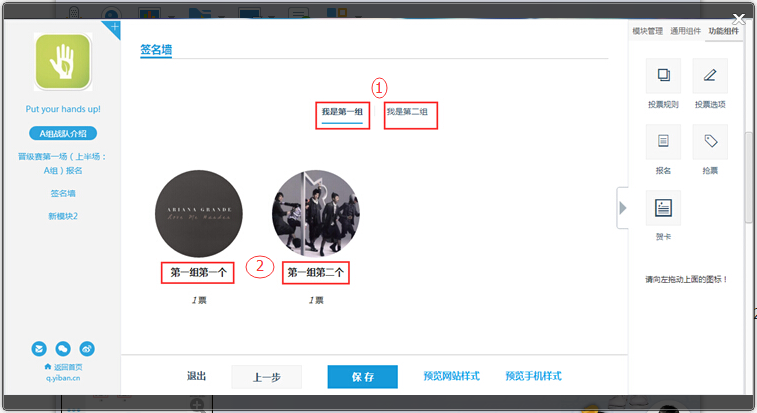 Put your hands up!
A组战队介绍
晋级赛第一场（上半场：
A组）报名
签名墙
新模块2
返回首页
q.yiban.cn
签名墙
1
我是第一组
我是第二组
ARIANA GRANDE
2
第一组第一个
第一组第二个
1票
1票
退出
上一步
保存
预览网站样式
预览手机样式
模块管理
通用组件
功能组件
投票规则
投票选项
报名
抢票
贺卡
请向左拖动上面的图标！